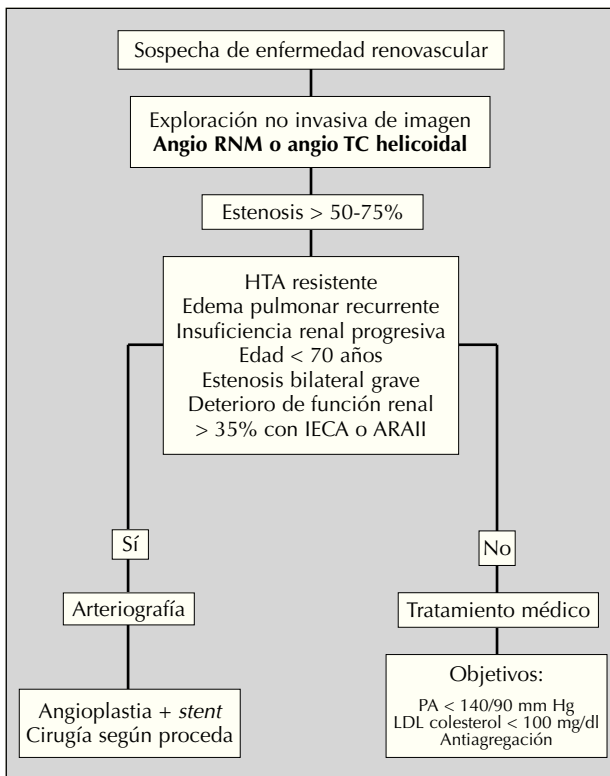 Sospecha de enfermedad renovascular
Exploración no invasiva de imagen
Angio RNM o angio TC helicoidal
Estenosis > 50-75%
HTA resistente
Edema pulmonar recurrente
Insuficiencia renal progresiva
Edad < 70 años
Estenosis bilateral grave
Deterioro de función renal
> 35% con IECA o ARAII
Sí
No
Arteriografía
Tratamiento médico
Angioplastia + stent
Cirugía según proceda
Objetivos:
PA < 140/90 mm Hg
LDL colesterol < 100 mg/dl
Antiagregación